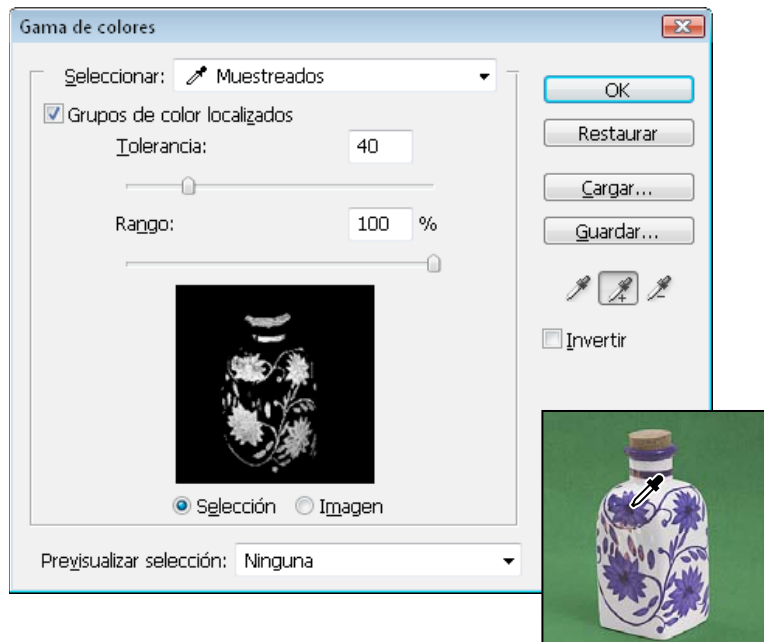 Gama de colores
Seleccionar: Muestreados
Grupos de color localizados
Tolerancia: 40
Rango: 100 %
Selección Imagen
Previsualizar selección: Ninguna
OK
Restaurar
Cargar...
Guardar...
Invertir